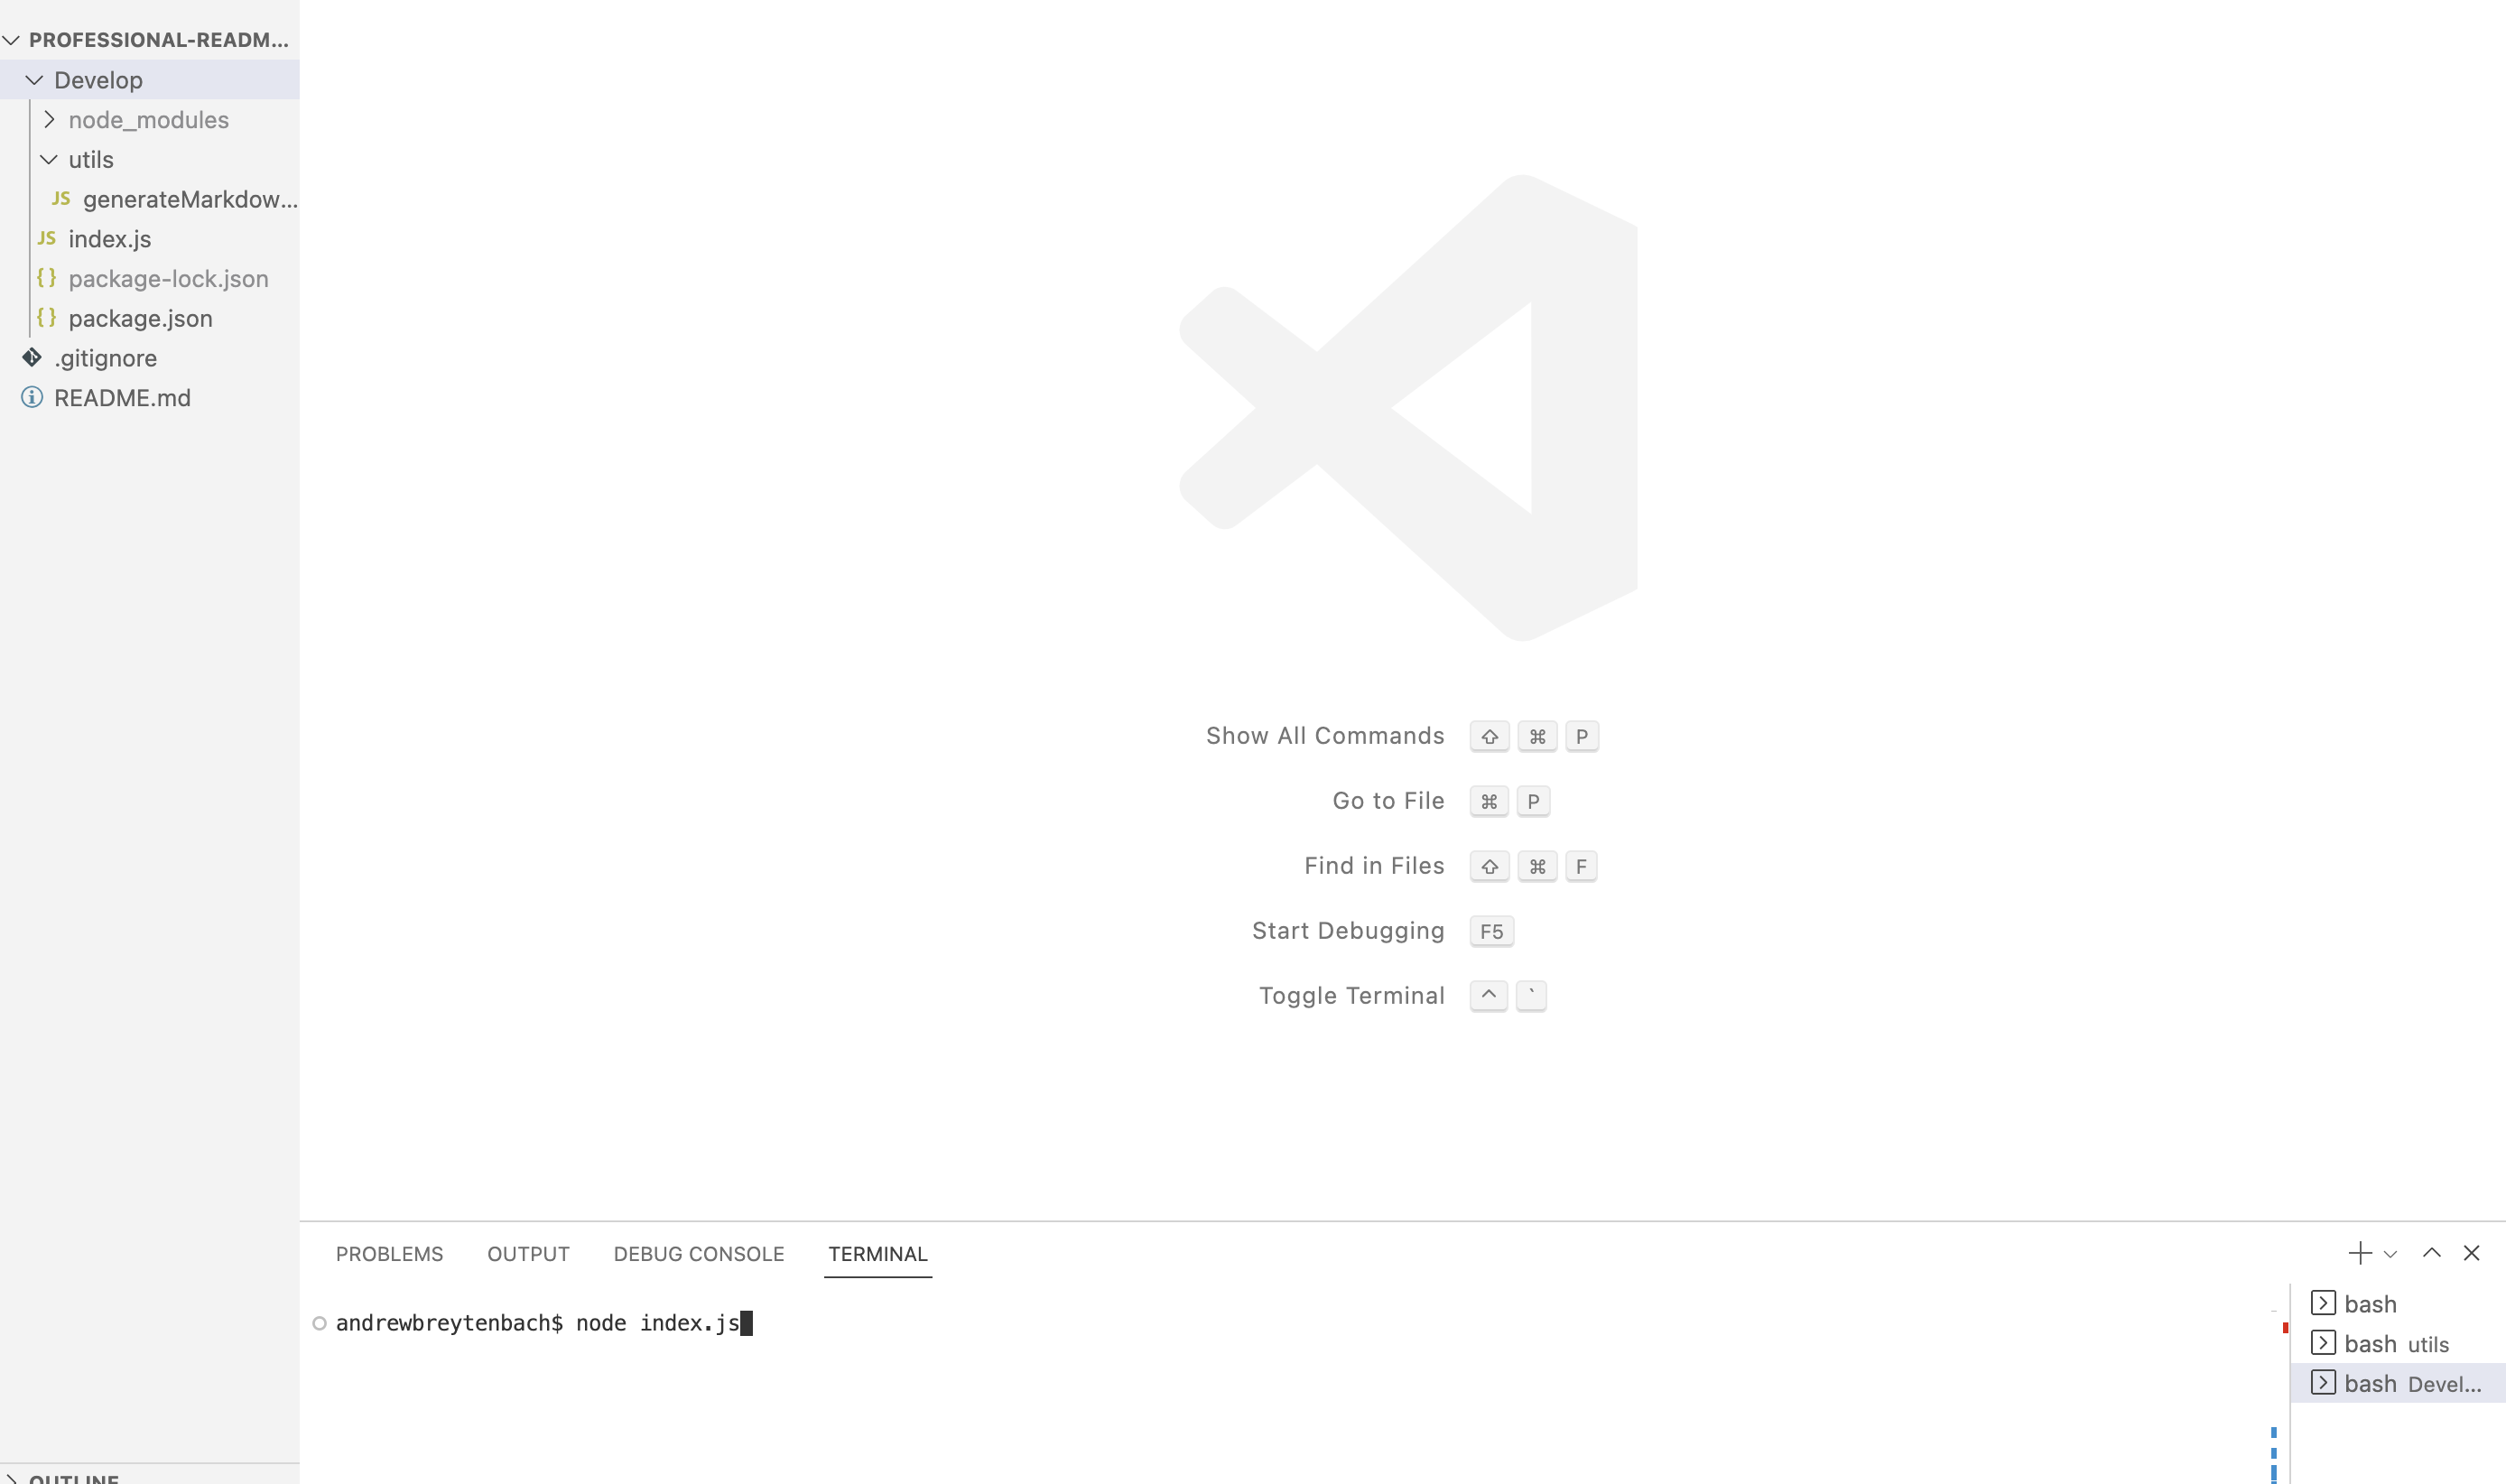 PROFESSIONAL-READM...
Develop
node_modules
utils
JS generateMarkdow...
JS index.js
{} package-lock.json
{} package.json
.gitignore
README.md
OUTLINE
Show All Commands ⇧ ⌘ P
Go to File ⌘ P
Find in Files ⇧ ⌘ F
Start Debugging F5
Toggle Terminal ^ `
PROBLEMS OUTPUT DEBUG CONSOLE TERMINAL
andrewbreytenbach$ node index.js
bash
bash utils
bash Devel...